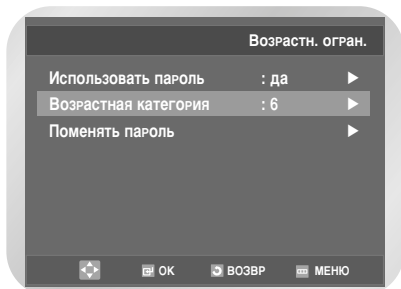 Возрастн. огран.
Использовать пароль : да
Возрастная категория : 6
Поменять пароль
OK ВОЗВР МЕНЮ